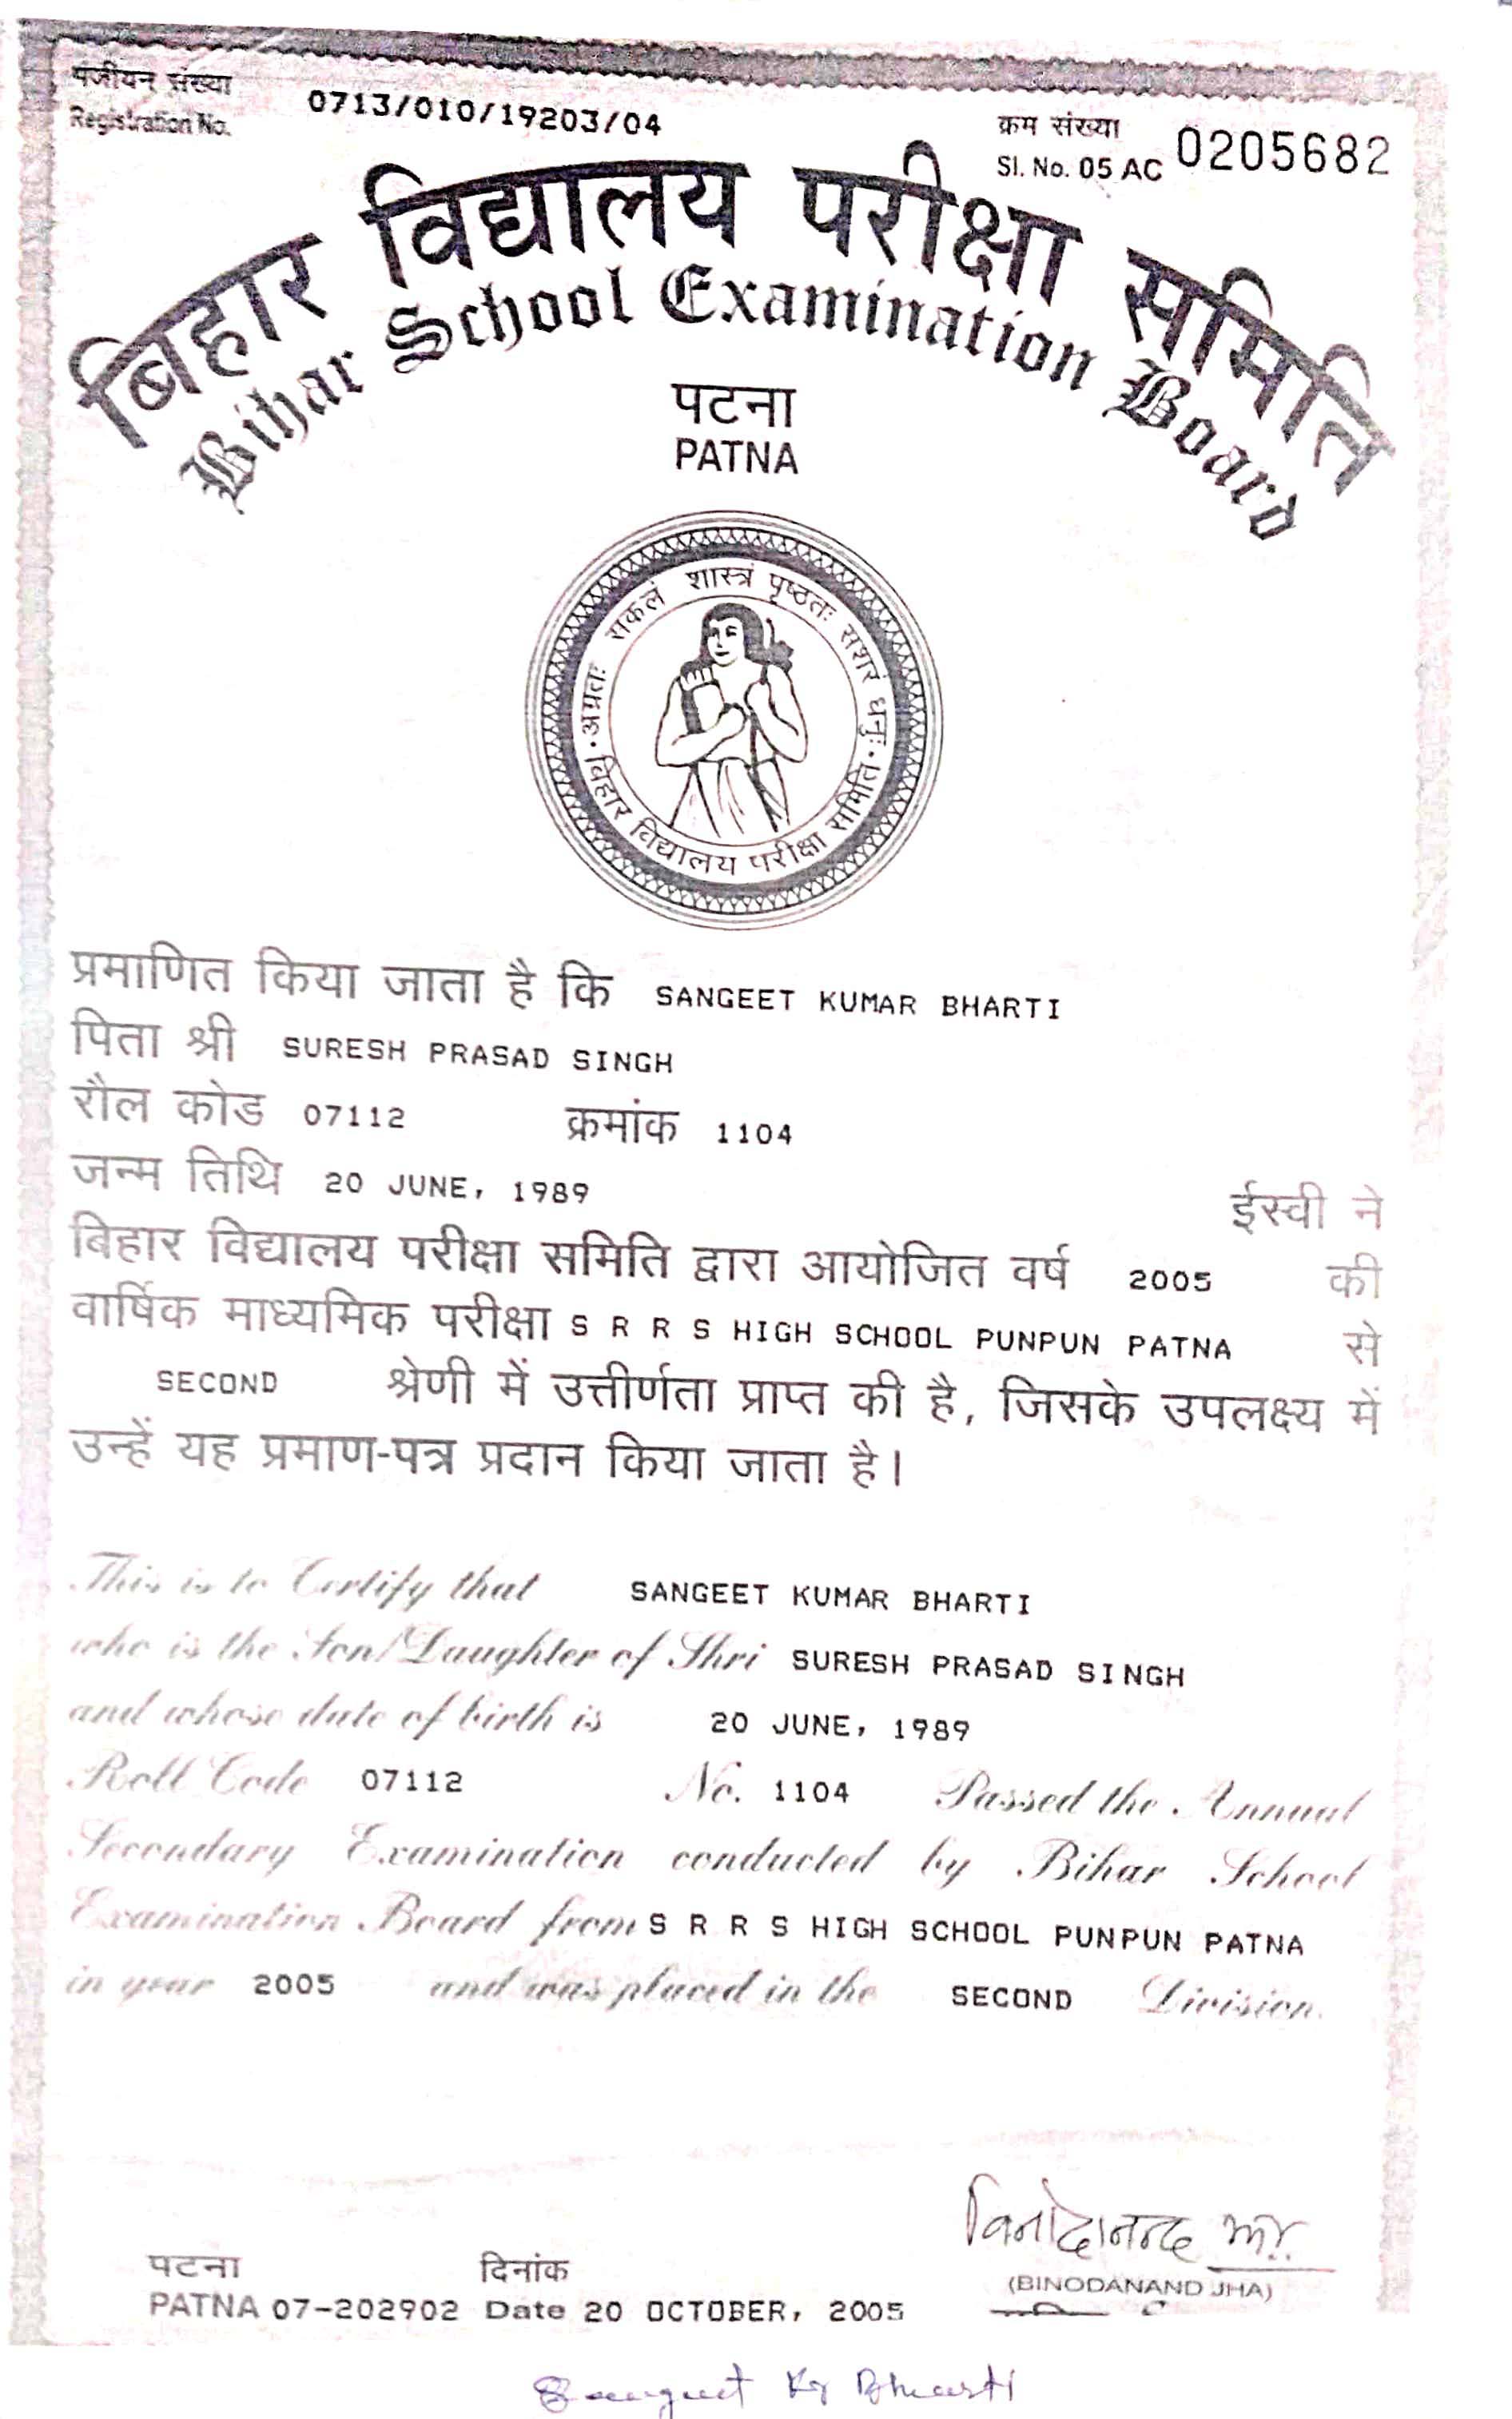 पंजीयन संख्या
Registration No. 0713/010/19203/04
क्रम संख्या
Sl. No. 05 AC 0205682
बिहार विद्यालय परीक्षा समिति
Bihar School Examination Board
पटना
PATNA
अग्रतः सकलं शास्त्रं पृष्ठतः सशरं धनुः
बिहार विद्यालय परीक्षा समिति
प्रमाणित किया जाता है कि SANGEET KUMAR BHARTI
पिता श्री SURESH PRASAD SINGH
रौल कोड 07112 क्रमांक 1104
जन्म तिथि 20 JUNE, 1989 ईस्वी ने
बिहार विद्यालय परीक्षा समिति द्वारा आयोजित वर्ष 2005 की
वार्षिक माध्यमिक परीक्षा S R R S HIGH SCHOOL PUNPUN PATNA से
SECOND श्रेणी में उत्तीर्णता प्राप्त की है, जिसके उपलक्ष्य में
उन्हें यह प्रमाण-पत्र प्रदान किया जाता है।
This is to Certify that SANGEET KUMAR BHARTI
who is the Son/Daughter of Shri SURESH PRASAD SINGH
and whose date of birth is 20 JUNE, 1989
Roll Code 07112 No. 1104 Passed the Annual
Secondary Examination conducted by Bihar School
Examination Board from S R R S HIGH SCHOOL PUNPUN PATNA
in year 2005 and was placed in the SECOND Division.
विनोदानन्द झा
(BINODANAND JHA)
पटना दिनांक
PATNA 07-202902 Date 20 OCTOBER, 2005
Sangeet Kr Bharti